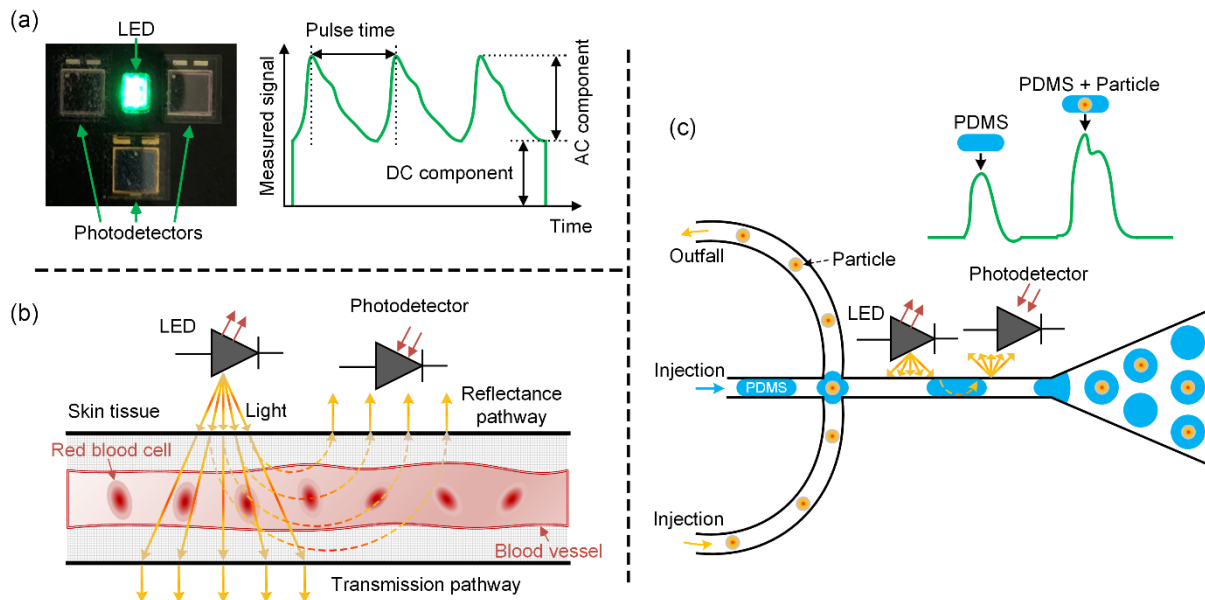 (a)
LED
Photodetectors
Pulse time
Measured signal
AC component
DC component
Time
(b)
LED
Photodetector
Skin tissue
Light
Reflectance
pathway
Red blood cell
Blood vessel
Transmission pathway
(c)
PDMS
PDMS + Particle
Outfall
Particle
Photodetector
LED
Injection
PDMS
Injection